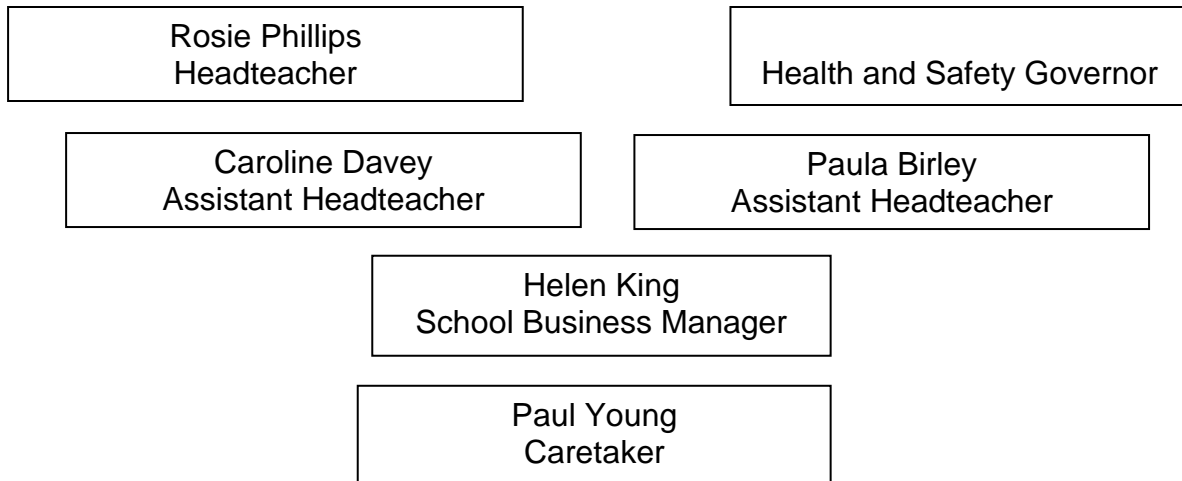 Rosie Phillips
Headteacher
Health and Safety Governor
Caroline Davey
Assistant Headteacher
Paula Birley
Assistant Headteacher
Helen King
School Business Manager
Paul Young
Caretaker